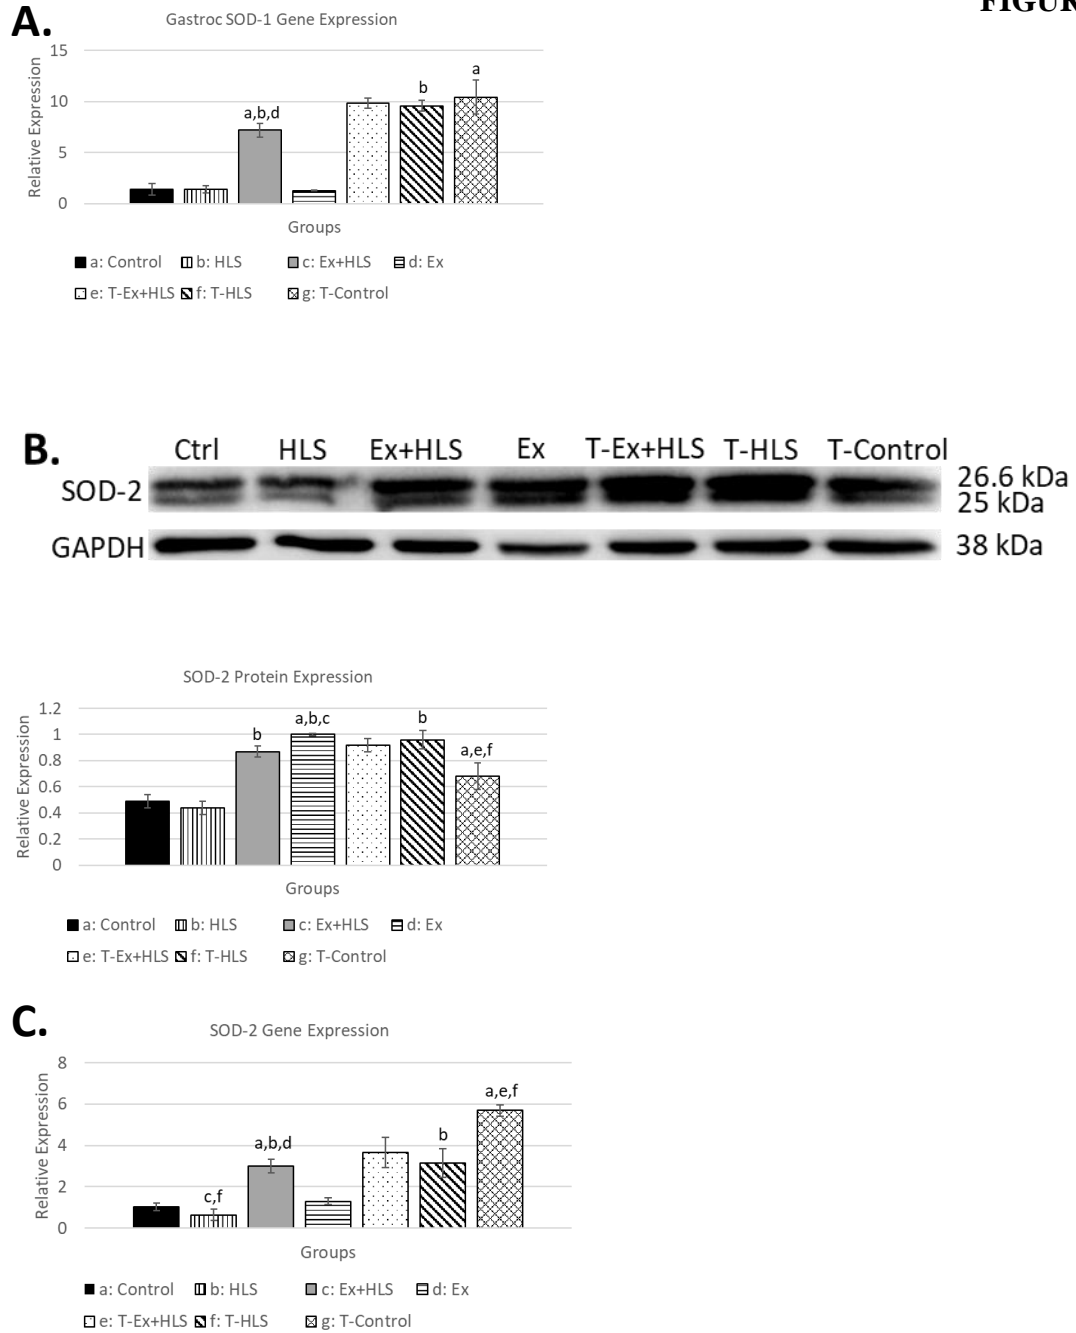 FIGUR
A.
Gastroc SOD-1 Gene Expression
15
10
5
0
Relative Expression
a,b,d
b
a
Groups
a: Control b: HLS c: Ex+HLS d: Ex
e: T-Ex+HLS f: T-HLS g: T-Control
B.
Ctrl HLS Ex+HLS Ex T-Ex+HLS T-HLS T-Control
SOD-2 26.6 kDa
25 kDa
GAPDH 38 kDa
SOD-2 Protein Expression
1.2
1
0.8
0.6
0.4
0.2
0
Relative Expression
b
a,b,c
b
a,e,f
Groups
a: Control b: HLS c: Ex+HLS d: Ex
e: T-Ex+HLS f: T-HLS g: T-Control
C.
SOD-2 Gene Expression
8
6
4
2
0
Relative Expression
c,f
a,b,d
b
a,e,f
Groups
a: Control b: HLS c: Ex+HLS d: Ex
e: T-Ex+HLS f: T-HLS g: T-Control